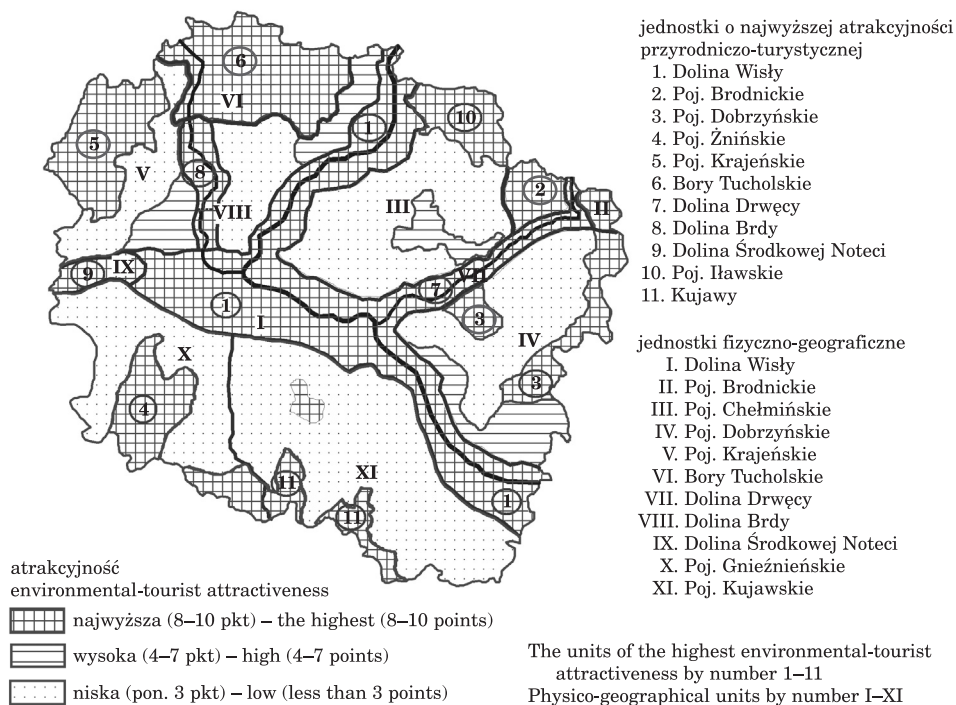 jednostki o najwyższej atrakcyjności
przyrodniczo-turystycznej
1. Dolina Wisły
2. Poj. Brodnickie
3. Poj. Dobrzyńskie
4. Poj. Żnińskie
5. Poj. Krajeńskie
6. Bory Tucholskie
7. Dolina Drwęcy
8. Dolina Brdy
9. Dolina Środkowej Noteci
10. Poj. Iławskie
11. Kujawy
jednostki fizyczno-geograficzne
I. Dolina Wisły
II. Poj. Brodnickie
III. Poj. Chełmińskie
IV. Poj. Dobrzyńskie
V. Poj. Krajeńskie
VI. Bory Tucholskie
VII. Dolina Drwęcy
VIII. Dolina Brdy
IX. Dolina Środkowej Noteci
X. Poj. Gnieźnieńskie
XI. Poj. Kujawskie
6
VI
1
10
5
V
8
2
II
III
VIII
IX
9
VII
7
1
I
3
IV
X
3
4
XI
11
11
1
atrakcyjność
environmental-tourist attractiveness
najwyższa (8–10 pkt) – the highest (8–10 points)
wysoka (4–7 pkt) – high (4–7 points)
niska (pon. 3 pkt) – low (less than 3 points)
The units of the highest environmental-tourist
attractiveness by number 1–11
Physico-geographical units by number I–XI